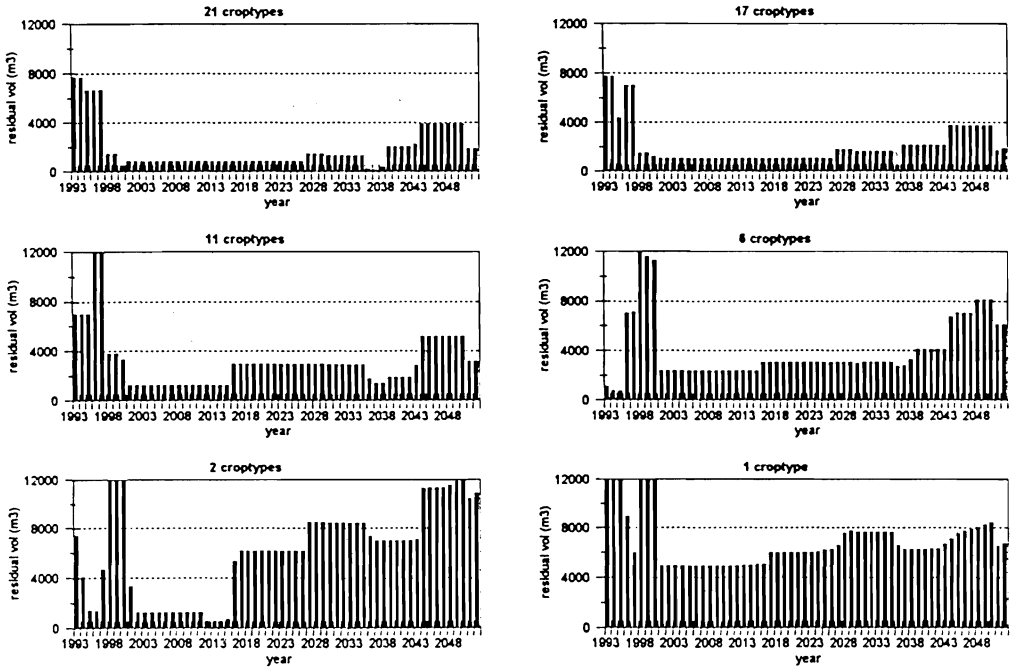 21 croptypes
12000
8000
4000
0
residual vol (m3)
1993 1998 2003 2008 2013 2018 2023 2028 2033 2038 2043 2048
year
17 croptypes
12000
8000
4000
0
residual vol (m3)
1993 1998 2003 2008 2013 2018 2023 2028 2033 2038 2043 2048
year
11 croptypes
12000
8000
4000
0
residual vol (m3)
1993 1998 2003 2008 2013 2018 2023 2028 2033 2038 2043 2048
year
6 croptypes
12000
8000
4000
0
residual vol (m3)
1993 1998 2003 2008 2013 2018 2023 2028 2033 2038 2043 2048
year
2 croptypes
12000
8000
4000
0
residual vol (m3)
1993 1998 2003 2008 2013 2018 2023 2028 2033 2038 2043 2048
year
1 croptype
12000
8000
4000
0
residual vol (m3)
1993 1998 2003 2008 2013 2018 2023 2028 2033 2038 2043 2048
year